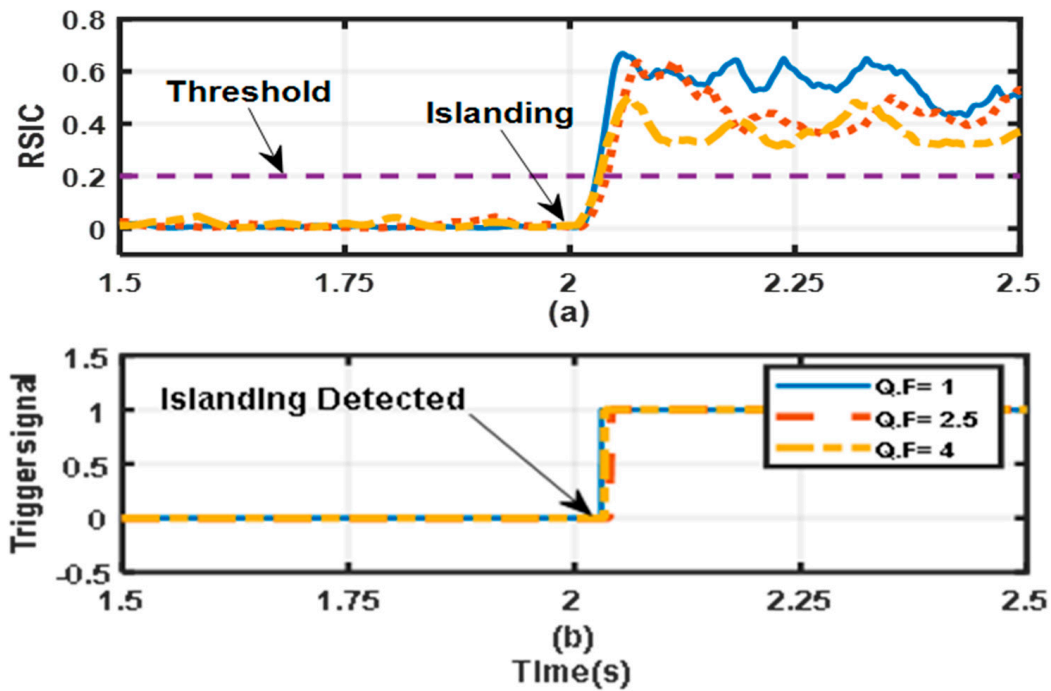 0.8
0.6
0.4
0.2
0
RSIC
Threshold
Islanding
1.5 1.75 2 2.25 2.5
(a)
1.5
1
0.5
0
-0.5
Triggersignal
Islanding Detected
Q.F= 1
Q.F= 2.5
Q.F= 4
1.5 1.75 2 2.25 2.5
(b)
TIme(s)